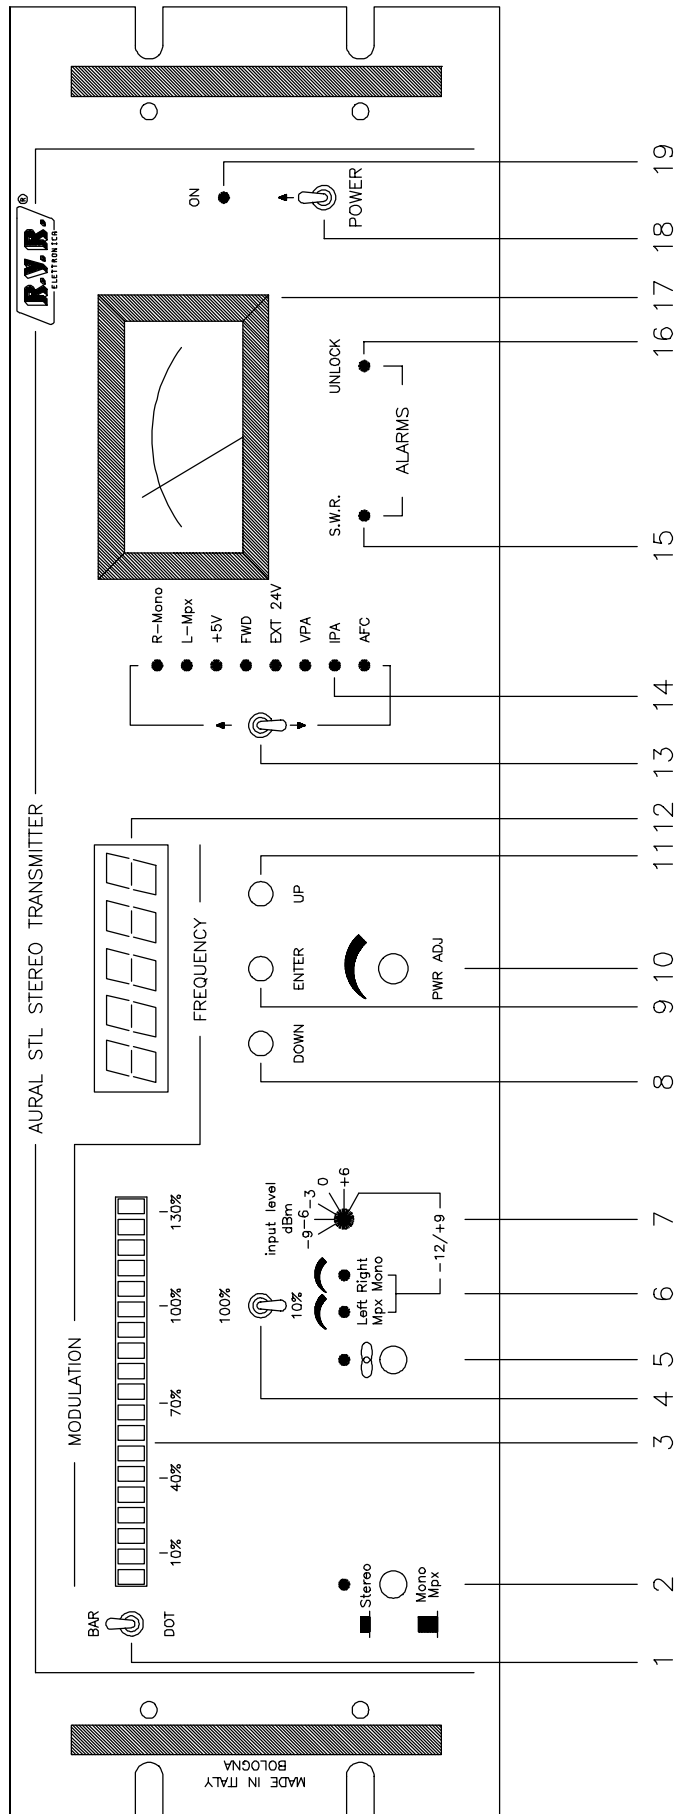 R.V.R.®
ELETTRONICA
AURAL STL STEREO TRANSMITTER
MODULATION
FREQUENCY
BAR
DOT
10%
40%
70%
100%
130%
Stereo
Mono
Mpx
100%
10%
Left Right
Mpx Mono
input level
dBm
-9 -6 -3 0 +6
-12/+9
DOWN
ENTER
UP
PWR ADJ
R-Mono
L-Mpx
+5V
FWD
EXT 24V
VPA
IPA
AFC
S.W.R.
UNLOCK
ALARMS
ON
POWER
MADE IN ITALY
BOLOGNA
1 2 3 4 5 6 7 8 9 10 11 12 13 14 15 16 17 18 19